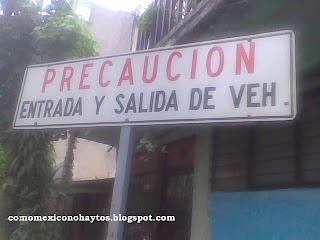 PRECAUCION
ENTRADA Y SALIDA DE VEH.
comomexiconohaytos.blogspot.com